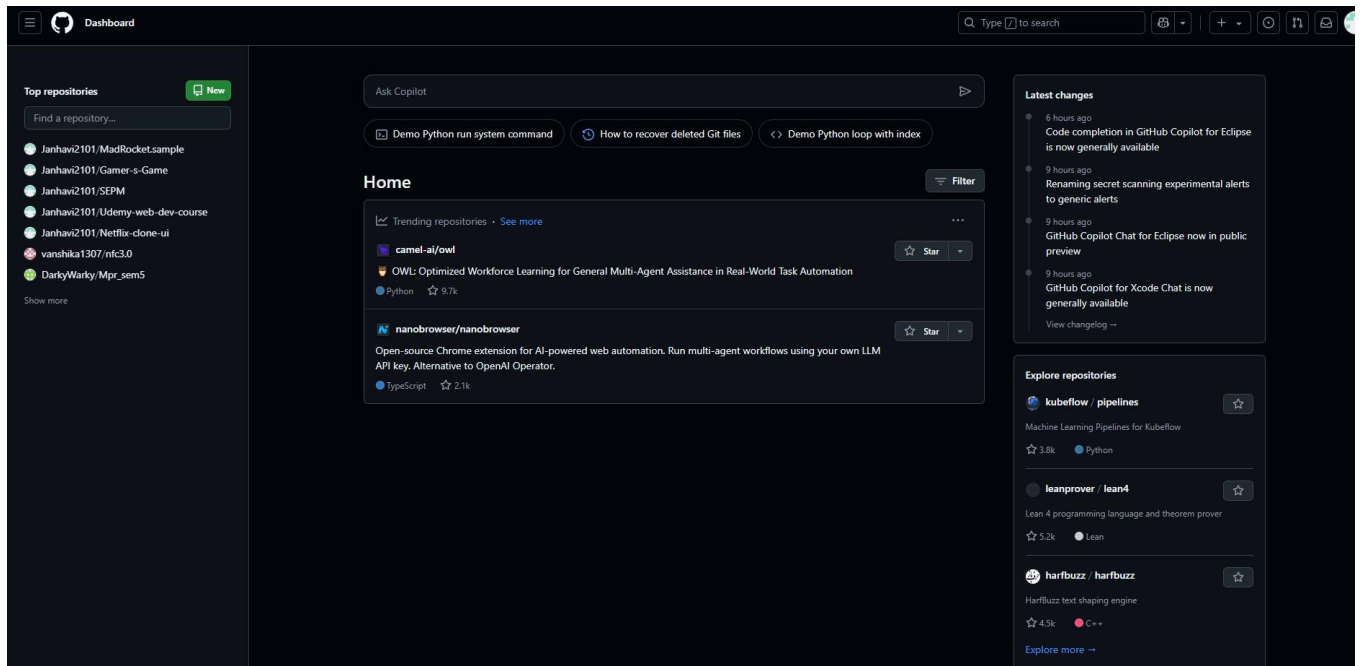 Dashboard
Type / to search
Top repositories
New
Find a repository...
Janhavi2101/MadRocket.sample
Janhavi2101/Gamer-s-Game
Janhavi2101/SEPM
Janhavi2101/Udemy-web-dev-course
Janhavi2101/Netflix-clone-ui
vanshika1307/nfc3.0
DarkyWarky/Mpr_sem5
Show more
Ask Copilot
Demo Python run system command
How to recover deleted Git files
Demo Python loop with index
Home
Filter
Trending repositories · See more
camel-ai/owl
Star
OWL: Optimized Workforce Learning for General Multi-Agent Assistance in Real-World Task Automation
Python 9.7k
nanobrowser/nanobrowser
Star
Open-source Chrome extension for AI-powered web automation. Run multi-agent workflows using your own LLM
API key. Alternative to OpenAI Operator.
TypeScript 2.1k
Latest changes
6 hours ago
Code completion in GitHub Copilot for Eclipse
is now generally available
9 hours ago
Renaming secret scanning experimental alerts
to generic alerts
9 hours ago
GitHub Copilot Chat for Eclipse now in public
preview
9 hours ago
GitHub Copilot for Xcode Chat is now
generally available
View changelog →
Explore repositories
kubeflow / pipelines
Machine Learning Pipelines for Kubeflow
3.8k Python
leanprover / lean4
Lean 4 programming language and theorem prover
5.2k Lean
harfbuzz / harfbuzz
HarfBuzz text shaping engine
4.5k C++
Explore more →